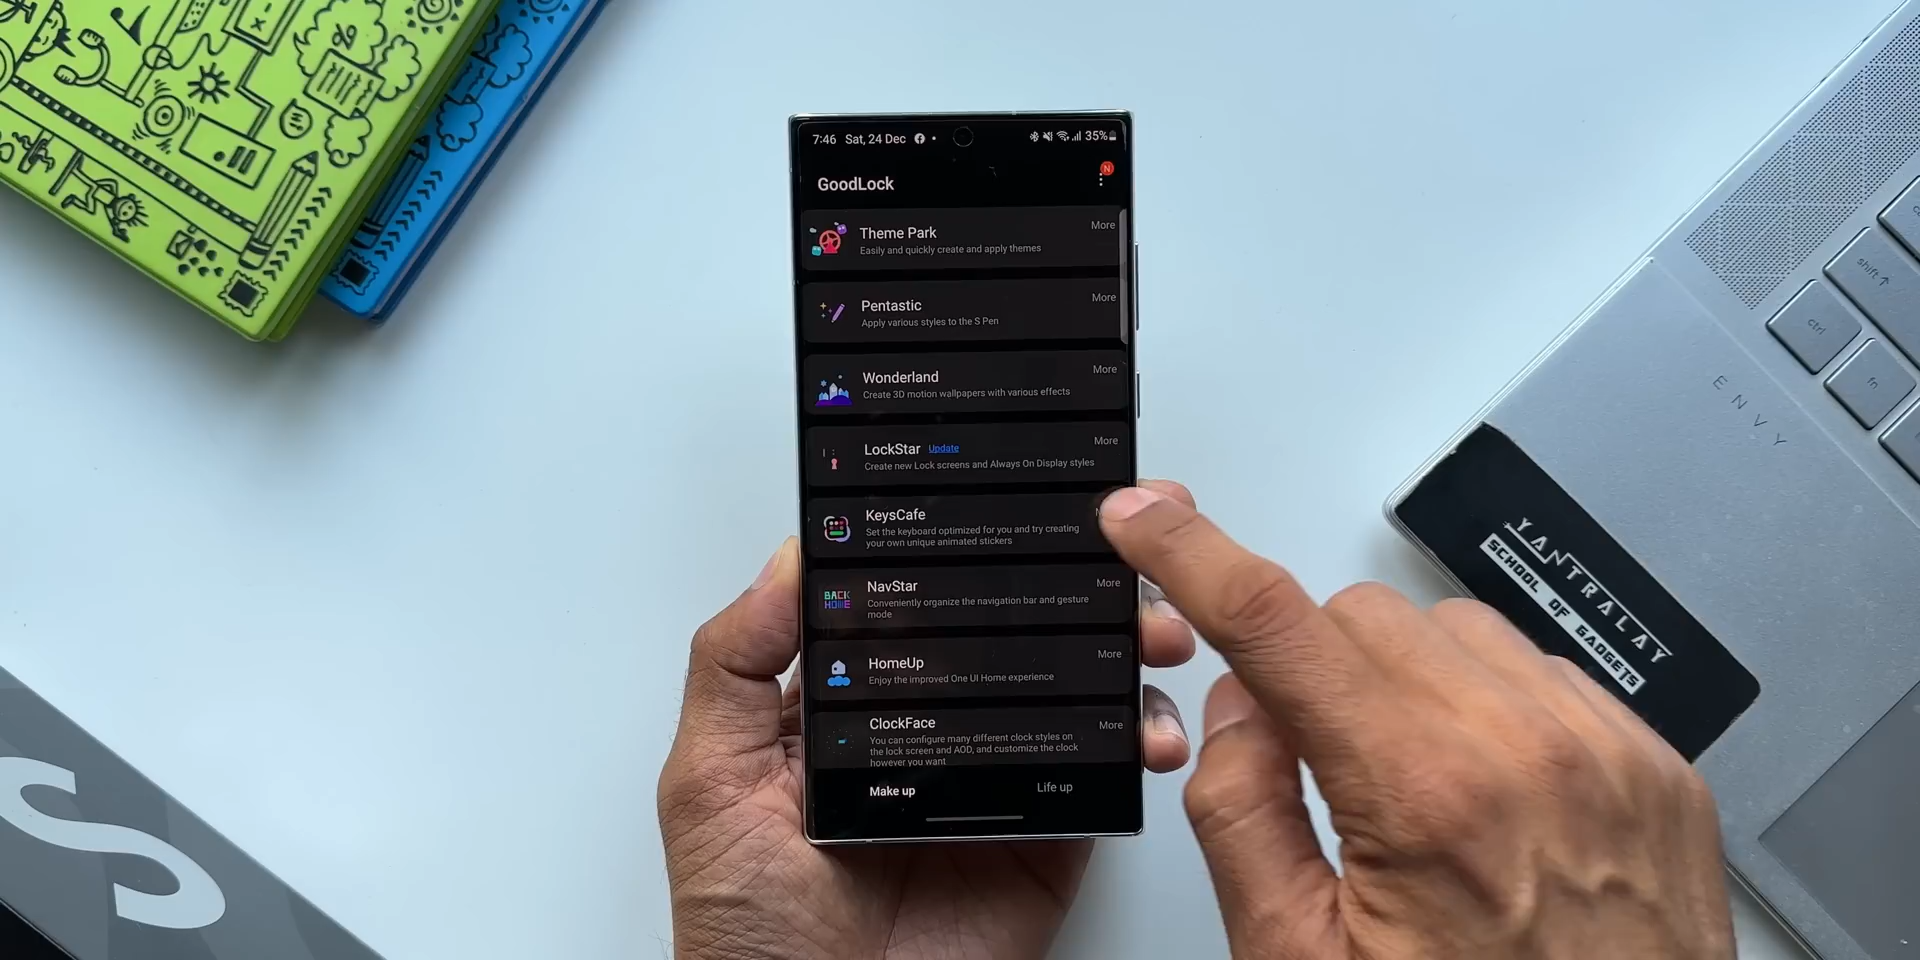 7:46 Sat, 24 Dec
35%
N
GoodLock
Theme Park
More
Easily and quickly create and apply themes
Pentastic
More
Apply various styles to the S Pen
Wonderland
More
Create 3D motion wallpapers with various effects
LockStar Update
More
Create new Lock screens and Always On Display styles
KeysCafe
Set the keyboard optimized for you and try creating
your own unique animated stickers
BACK
HOME
NavStar
More
Conveniently organize the navigation bar and gesture
mode
HomeUp
More
Enjoy the improved One UI Home experience
ClockFace
More
You can configure many different clock styles on
the lock screen and AOD, and customize the clock
however you want
Make up
Life up
S
shift
ctrl
fn
ENVY
YANTRALAY
SCHOOL OF GADGETS